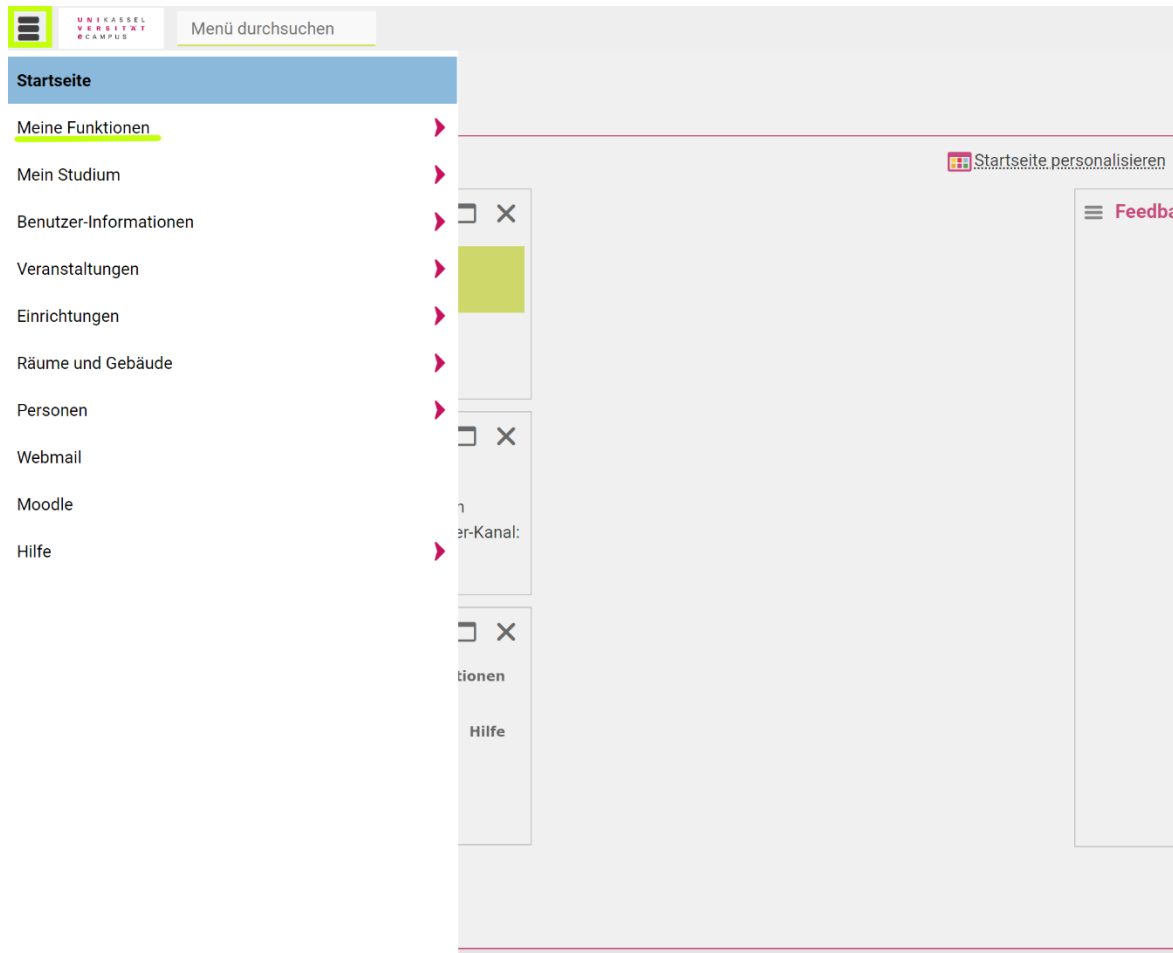 UNIKASSEL
VERSITÄT
eCAMPUS
Menü durchsuchen
Startseite
Meine Funktionen
Mein Studium
Benutzer-Informationen
Veranstaltungen
Einrichtungen
Räume und Gebäude
Personen
Webmail
Moodle
Hilfe
Startseite personalisieren
Feedba
n
er-Kanal:
tionen
Hilfe